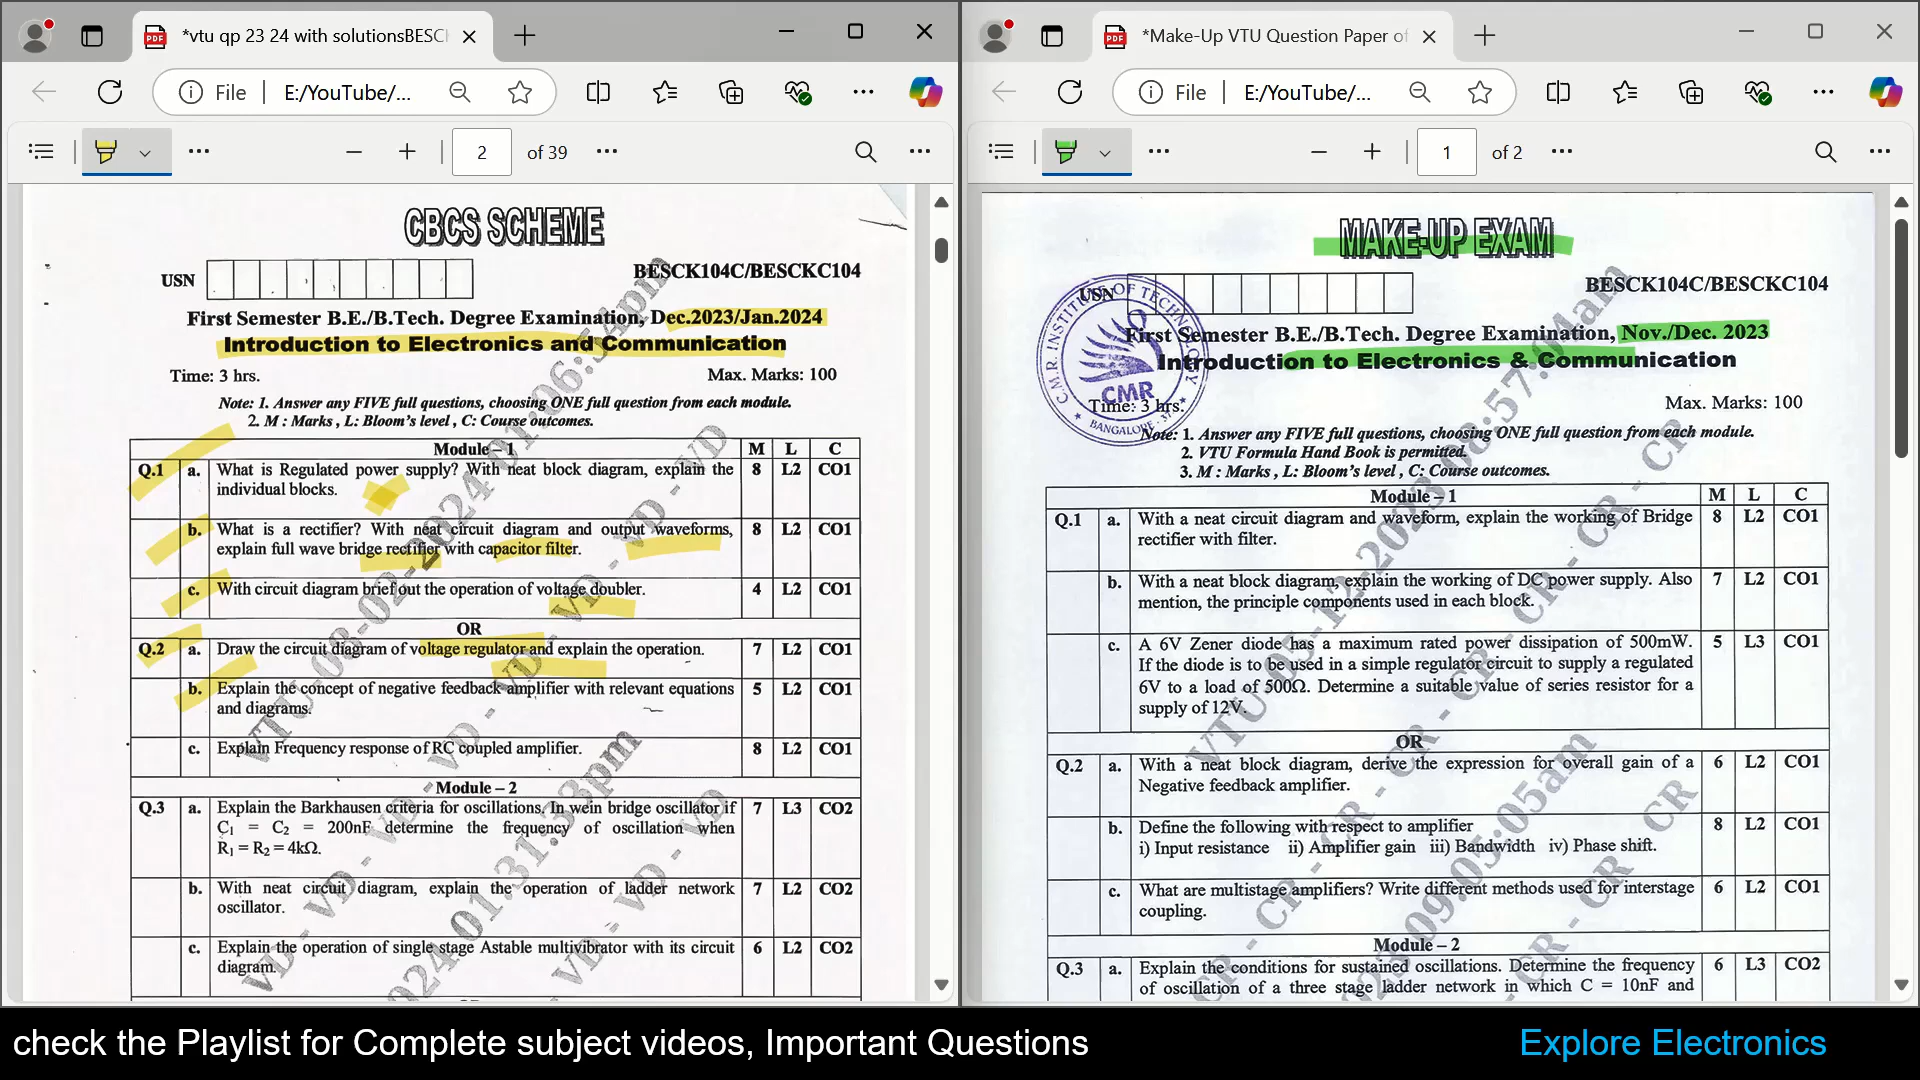 *vtu qp 23 24 with solutionsBESC
File
E:/YouTube/...
2
of 39
CBCS SCHEME
USN
BESCK104C/BESCKC104
First Semester B.E./B.Tech. Degree Examination, Dec.2023/Jan.2024
Introduction to Electronics and Communication
Time: 3 hrs.
Max. Marks: 100
Note: 1. Answer any FIVE full questions, choosing ONE full question from each module.
2. M : Marks , L: Bloom's level , C: Course outcomes.
Module – 1 M L C
Q.1 a. What is Regulated power supply? With neat block diagram, explain the 8 L2 CO1
individual blocks.
b. What is a rectifier? With neat circuit diagram and output waveforms, 8 L2 CO1
explain full wave bridge rectifier with capacitor filter.
c. With circuit diagram brief out the operation of voltage doubler. 4 L2 CO1
OR
Q.2 a. Draw the circuit diagram of voltage regulator and explain the operation. 7 L2 CO1
b. Explain the concept of negative feedback amplifier with relevant equations 5 L2 CO1
and diagrams.
c. Explain Frequency response of RC coupled amplifier. 8 L2 CO1
Module – 2
Q.3 a. Explain the Barkhausen criteria for oscillations. In wein bridge oscillator if 7 L3 CO2
C1 = C2 = 200nF determine the frequency of oscillation when
R1 = R2 = 4kΩ.
b. With neat circuit diagram, explain the operation of ladder network 7 L2 CO2
oscillator.
c. Explain the operation of single stage Astable multivibrator with its circuit 6 L2 CO2
diagram.
*Make-Up VTU Question Paper of
File
E:/YouTube/...
1
of 2
MAKE-UP EXAM
USN
BESCK104C/BESCKC104
C.M.R. INSTITUTE OF TECHNOLOGY
CMR
BANGALORE - 37
First Semester B.E./B.Tech. Degree Examination, Nov./Dec. 2023
Introduction to Electronics & Communication
Time: 3 hrs.
Max. Marks: 100
Note: 1. Answer any FIVE full questions, choosing ONE full question from each module.
2. VTU Formula Hand Book is permitted.
3. M : Marks , L: Bloom's level , C: Course outcomes.
Module – 1 M L C
Q.1 a. With a neat circuit diagram and waveform, explain the working of Bridge 8 L2 CO1
rectifier with filter.
b. With a neat block diagram, explain the working of DC power supply. Also 7 L2 CO1
mention, the principle components used in each block.
c. A 6V Zener diode has a maximum rated power dissipation of 500mW. 5 L3 CO1
If the diode is to be used in a simple regulator circuit to supply a regulated
6V to a load of 500Ω. Determine a suitable value of series resistor for a
supply of 12V.
OR
Q.2 a. With a neat block diagram, derive the expression for overall gain of a 6 L2 CO1
Negative feedback amplifier.
b. Define the following with respect to amplifier 8 L2 CO1
i) Input resistance ii) Amplifier gain iii) Bandwidth iv) Phase shift.
c. What are multistage amplifiers? Write different methods used for interstage 6 L2 CO1
coupling.
Module – 2
Q.3 a. Explain the conditions for sustained oscillations. Determine the frequency 6 L3 CO2
of oscillation of a three stage ladder network in which C = 10nF and
check the Playlist for Complete subject videos, Important Questions
Explore Electronics